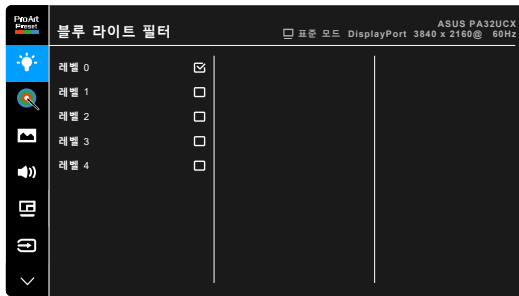 ProArt
Preset
블루 라이트 필터
ASUS PA32UCX
표준 모드 DisplayPort 3840 x 2160@ 60Hz
레벨 0
레벨 1
레벨 2
레벨 3
레벨 4